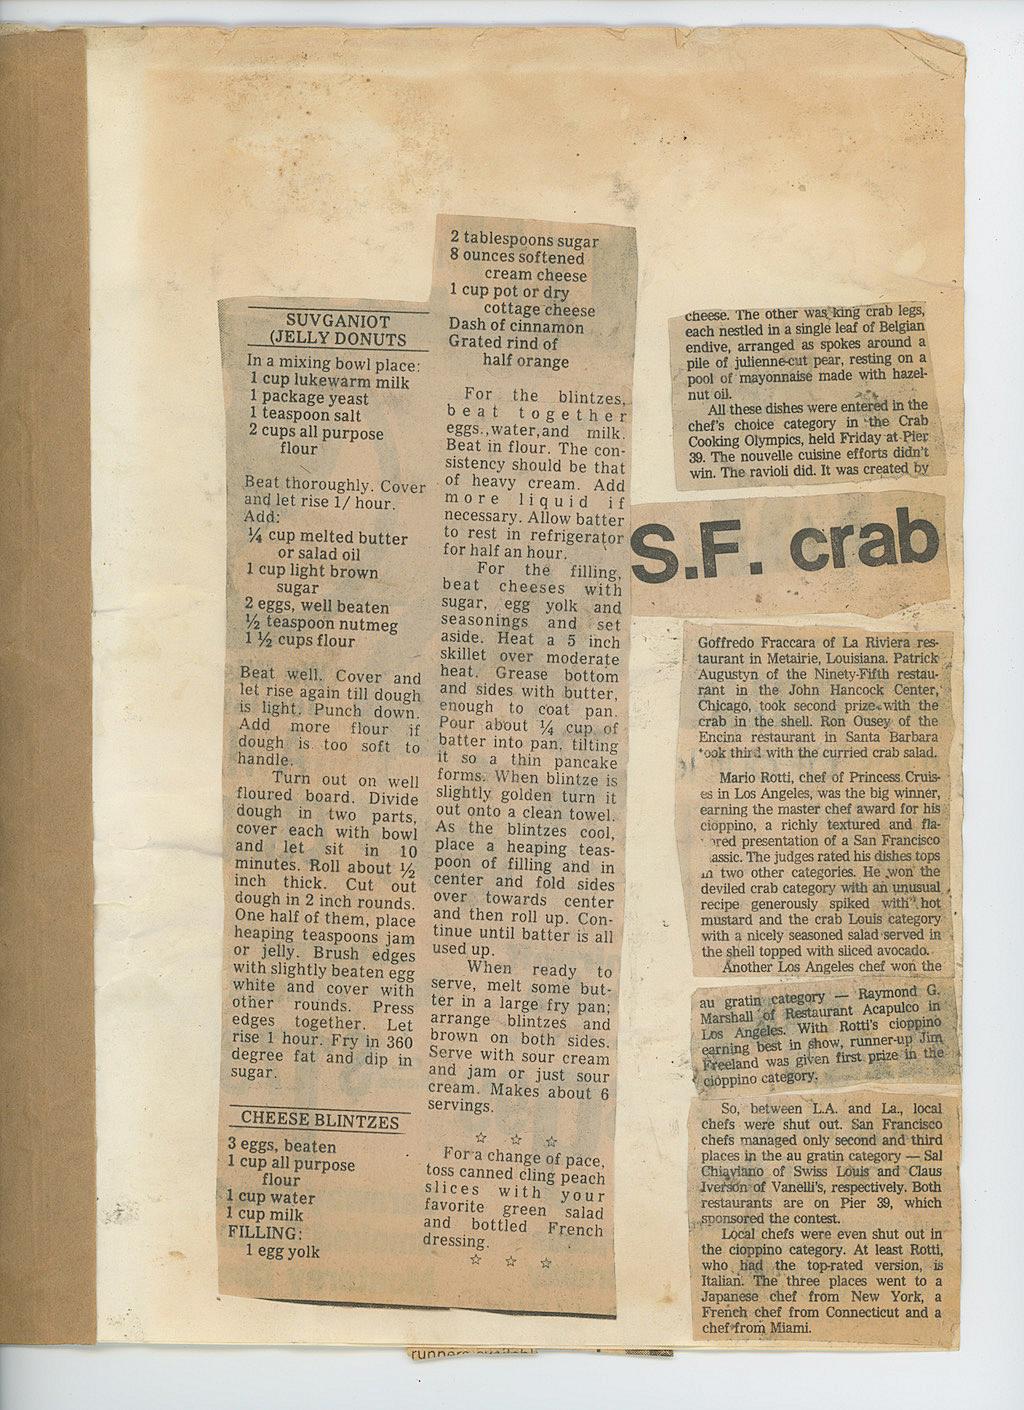 SUVGANIOT
(JELLY DONUTS
In a mixing bowl place:
1 cup lukewarm milk
1 package yeast
1 teaspoon salt
2 cups all purpose
flour
Beat thoroughly. Cover
and let rise 1/ hour.
Add:
¼ cup melted butter
or salad oil
1 cup light brown
sugar
2 eggs, well beaten
½ teaspoon nutmeg
1 ½ cups flour
Beat well. Cover and
let rise again till dough
is light. Punch down.
Add more flour if
dough is too soft to
handle.
Turn out on well
floured board. Divide
dough in two parts,
cover each with bowl
and let sit in 10
minutes. Roll about ½
inch thick. Cut out
dough in 2 inch rounds.
One half of them, place
heaping teaspoons jam
or jelly. Brush edges
with slightly beaten egg
white and cover with
other rounds. Press
edges together. Let
rise 1 hour. Fry in 360
degree fat and dip in
sugar.
CHEESE BLINTZES
3 eggs, beaten
1 cup all purpose
flour
1 cup water
1 cup milk
FILLING:
1 egg yolk
2 tablespoons sugar
8 ounces softened
cream cheese
1 cup pot or dry
cottage cheese
Dash of cinnamon
Grated rind of
half orange
For the blintzes,
beat together
eggs.,water,and milk.
Beat in flour. The con-
sistency should be that
of heavy cream. Add
more liquid if
necessary. Allow batter
to rest in refrigerator
for half an hour.
For the filling,
beat cheeses with
sugar, egg yolk and
seasonings and set
aside. Heat a 5 inch
skillet over moderate
heat. Grease bottom
and sides with butter,
enough to coat pan.
Pour about ¼ cup of
batter into pan, tilting
it so a thin pancake
forms. When blintze is
slightly golden turn it
out onto a clean towel.
As the blintzes cool,
place a heaping teas-
poon of filling and in
center and fold sides
over towards center
and then roll up. Con-
tinue until batter is all
used up.
When ready to
serve, melt some but-
ter in a large fry pan;
arrange blintzes and
brown on both sides.
Serve with sour cream
and jam or just sour
cream. Makes about 6
servings.
☆ ☆ ☆
For a change of pace,
toss canned cling peach
slices with your
favorite green salad
and bottled French
dressing.
☆ ☆ ☆
cheese. The other was king crab legs,
each nestled in a single leaf of Belgian
endive, arranged as spokes around a
pile of julienne-cut pear, resting on a
pool of mayonnaise made with hazel-
nut oil.
All these dishes were entered in the
chef's choice category in the Crab
Cooking Olympics, held Friday at Pier
39. The nouvelle cuisine efforts didn't
win. The ravioli did. It was created by
S.F. crab
Goffredo Fraccara of La Riviera res-
taurant in Metairie, Louisiana. Patrick
Augustyn of the Ninety-Fifth restau-
rant in the John Hancock Center,
Chicago, took second prize with the
crab in the shell. Ron Ousey of the
Encina restaurant in Santa Barbara
took third with the curried crab salad.
Mario Rotti, chef of Princess Cruis-
es in Los Angeles, was the big winner,
earning the master chef award for his
cioppino, a richly textured and fla-
ored presentation of a San Francisco
assic. The judges rated his dishes tops
in two other categories. He won the
deviled crab category with an unusual
recipe generously spiked with hot
mustard and the crab Louis category
with a nicely seasoned salad served in
the shell topped with sliced avocado.
Another Los Angeles chef won the
au gratin category — Raymond G.
Marshall of Restaurant Acapulco in
Los Angeles. With Rotti's cioppino
earning best in show, runner-up Jim
Freeland was given first prize in the
cioppino category.
So, between L.A. and La., local
chefs were shut out. San Francisco
chefs managed only second and third
places in the au gratin category — Sal
Chiaviano of Swiss Louis and Claus
Iverson of Vanelli's, respectively. Both
restaurants are on Pier 39, which
sponsored the contest.
Local chefs were even shut out in
the cioppino category. At least Rotti,
who had the top-rated version, is
Italian. The three places went to a
Japanese chef from New York, a
French chef from Connecticut and a
chef from Miami.